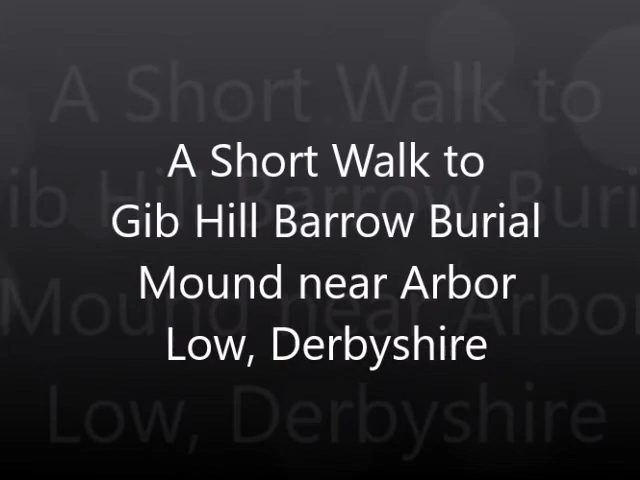 A Short Walk to
Gib Hill Barrow Burial
Mound near Arbor
Low, Derbyshire